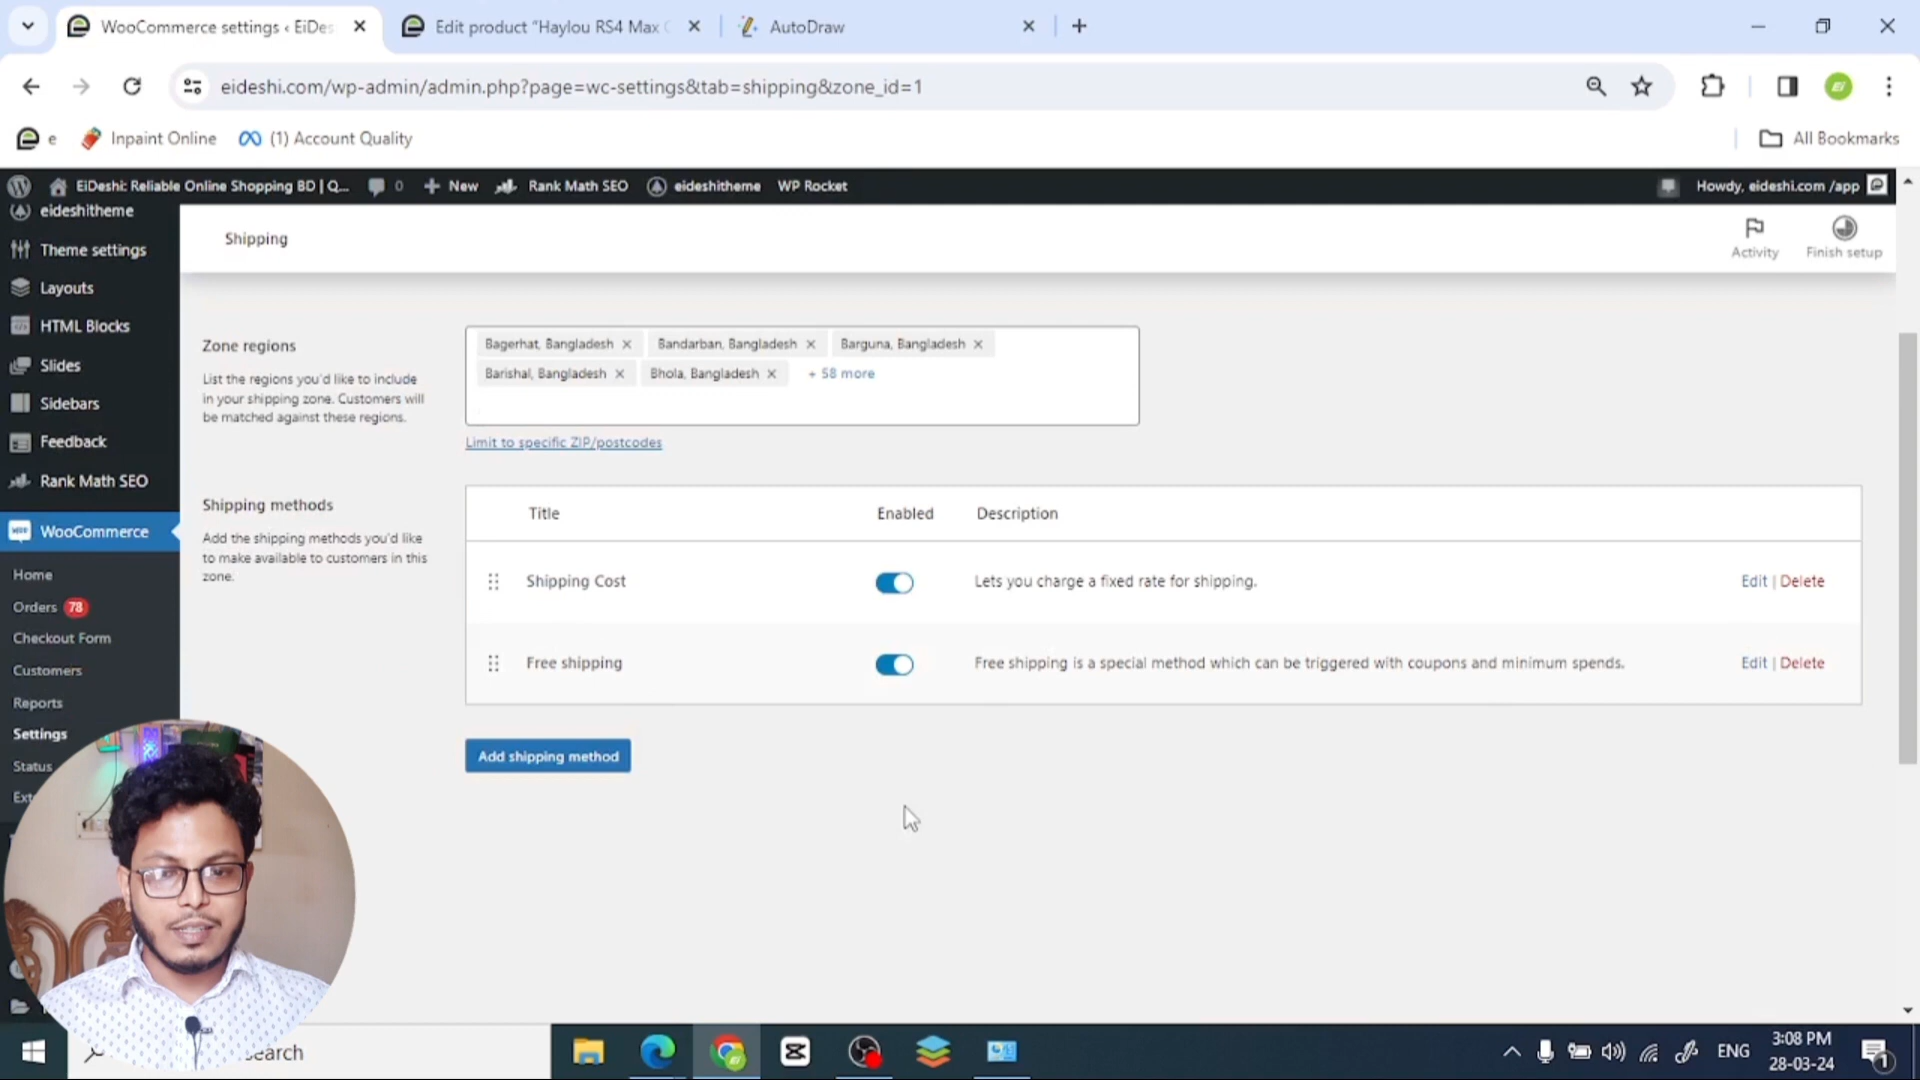 WooCommerce settings ‹ EiDes
Edit product "Haylou RS4 Max
AutoDraw
eideshi.com/wp-admin/admin.php?page=wc-settings&tab=shipping&zone_id=1
e
Inpaint Online
(1) Account Quality
All Bookmarks
EiDeshi: Reliable Online Shopping BD | Q...
0
New
Rank Math SEO
eideshitheme
WP Rocket
Howdy, eideshi.com /app
eideshitheme
Theme settings
Layouts
HTML Blocks
Slides
Sidebars
Feedback
Rank Math SEO
WooCommerce
Home
Orders 78
Checkout Form
Customers
Reports
Settings
Status
Shipping
Activity
Finish setup
Zone regions
List the regions you'd like to include
in your shipping zone. Customers will
be matched against these regions.
Bagerhat, Bangladesh × Bandarban, Bangladesh × Barguna, Bangladesh ×
Barishal, Bangladesh × Bhola, Bangladesh × + 58 more
Limit to specific ZIP/postcodes
Shipping methods
Add the shipping methods you'd like
to make available to customers in this
zone.
Title Enabled Description
Shipping Cost Lets you charge a fixed rate for shipping. Edit | Delete
Free shipping Free shipping is a special method which can be triggered with coupons and minimum spends. Edit | Delete
Add shipping method
earch
ENG
3:08 PM
28-03-24
1